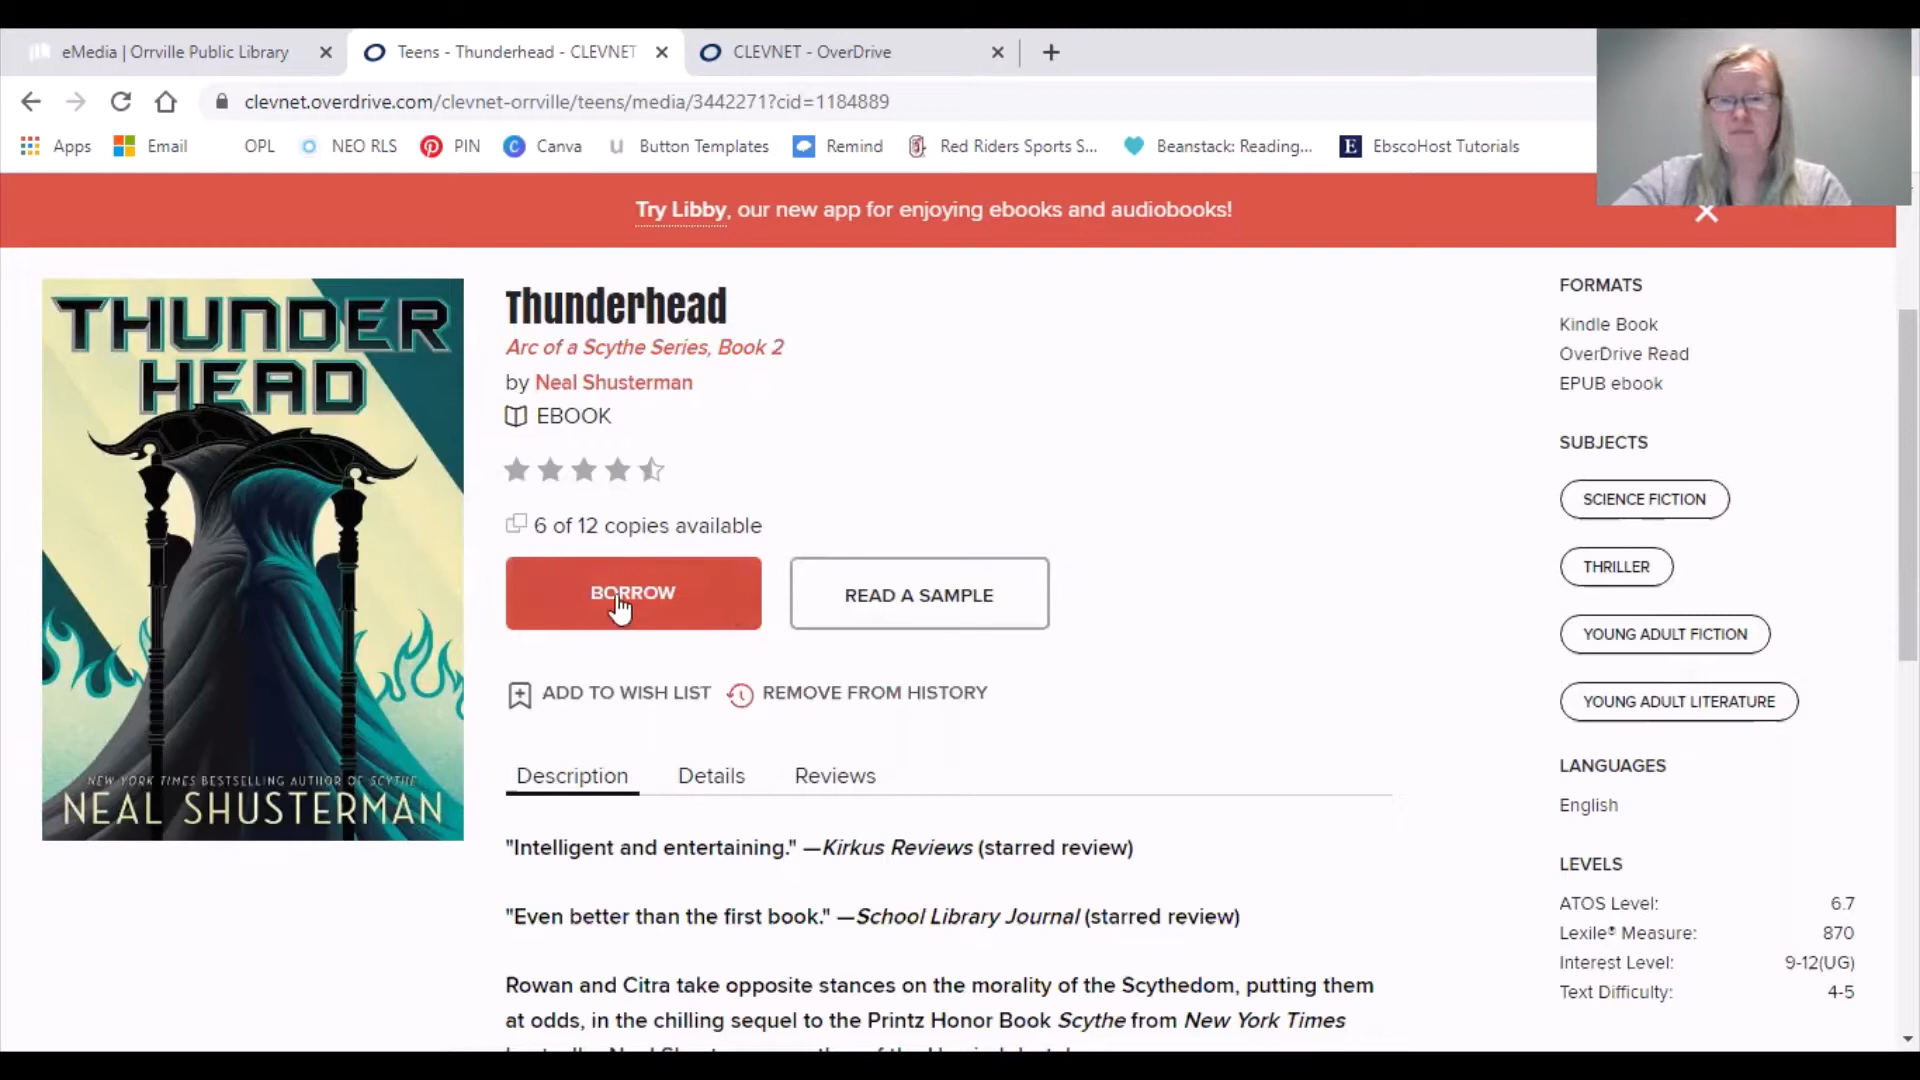 eMedia | Orrville Public Library
Teens - Thunderhead - CLEVNET
CLEVNET - OverDrive
clevnet.overdrive.com/clevnet-orrville/teens/media/3442271?cid=1184889
Apps
Email
OPL
NEO RLS
PIN
Canva
Button Templates
Remind
Red Riders Sports S...
Beanstack: Reading...
E EbscoHost Tutorials
Try Libby, our new app for enjoying ebooks and audiobooks!
THUNDER
HEAD
NEW YORK TIMES BESTSELLING AUTHOR OF SCYTHE
NEAL SHUSTERMAN
Thunderhead
Arc of a Scythe Series, Book 2
by Neal Shusterman
EBOOK
6 of 12 copies available
BORROW
READ A SAMPLE
ADD TO WISH LIST
REMOVE FROM HISTORY
Description
Details
Reviews
"Intelligent and entertaining." —Kirkus Reviews (starred review)
"Even better than the first book." —School Library Journal (starred review)
Rowan and Citra take opposite stances on the morality of the Scythedom, putting them
at odds, in the chilling sequel to the Printz Honor Book Scythe from New York Times
FORMATS
Kindle Book
OverDrive Read
EPUB ebook
SUBJECTS
SCIENCE FICTION
THRILLER
YOUNG ADULT FICTION
YOUNG ADULT LITERATURE
LANGUAGES
English
LEVELS
ATOS Level: 6.7
Lexile® Measure: 870
Interest Level: 9-12(UG)
Text Difficulty: 4-5